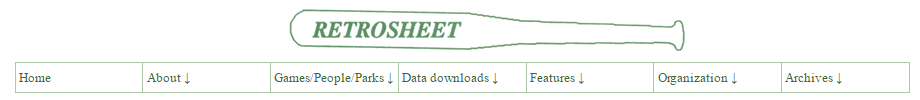 RETROSHEET
Home About ↓ Games/People/Parks ↓ Data downloads ↓ Features ↓ Organization ↓ Archives ↓